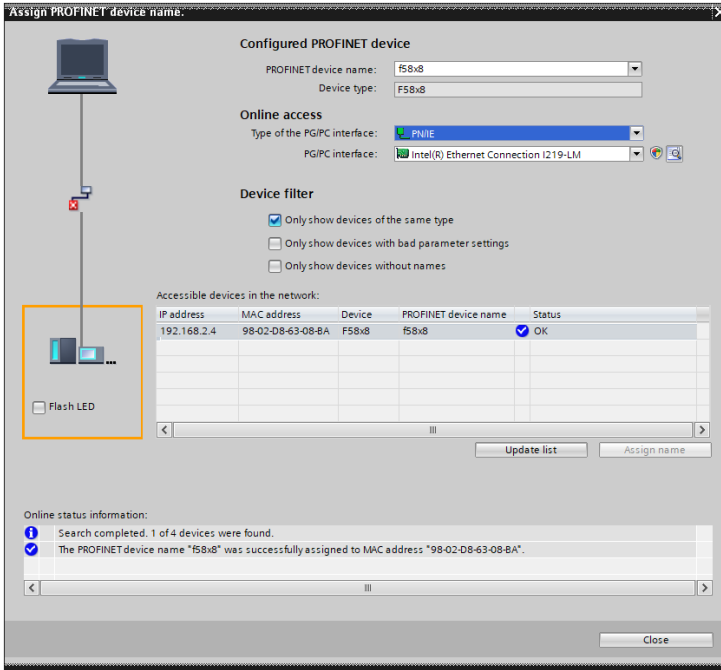 Assign PROFINET device name.
Configured PROFINET device
PROFINET device name: f58x8
Device type: F58x8
Online access
Type of the PG/PC interface: PN/IE
PG/PC interface: Intel(R) Ethernet Connection I219-LM
Device filter
Only show devices of the same type
Only show devices with bad parameter settings
Only show devices without names
Accessible devices in the network:
IP address MAC address Device PROFINET device name Status
192.168.2.4 98-02-D8-63-08-BA F58x8 f58x8 OK
Flash LED
Update list Assign name
Online status information:
Search completed. 1 of 4 devices were found.
The PROFINET device name "f58x8" was successfully assigned to MAC address "98-02-D8-63-08-BA".
Close